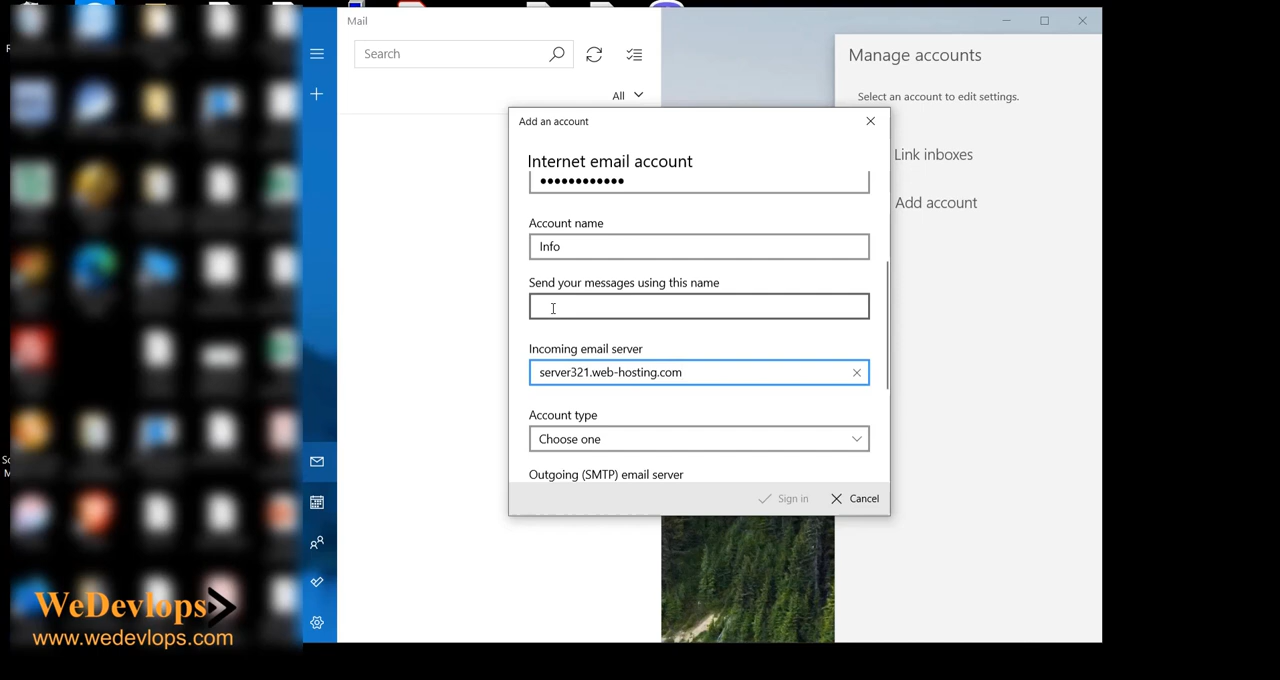 Mail
Search
All
Manage accounts
Select an account to edit settings.
Link inboxes
Add account
Add an account
Internet email account
••••••••••••
Account name
Info
Send your messages using this name
Incoming email server
server321.web-hosting.com
Account type
Choose one
Outgoing (SMTP) email server
Sign in
Cancel
WeDevlops
www.wedevlops.com